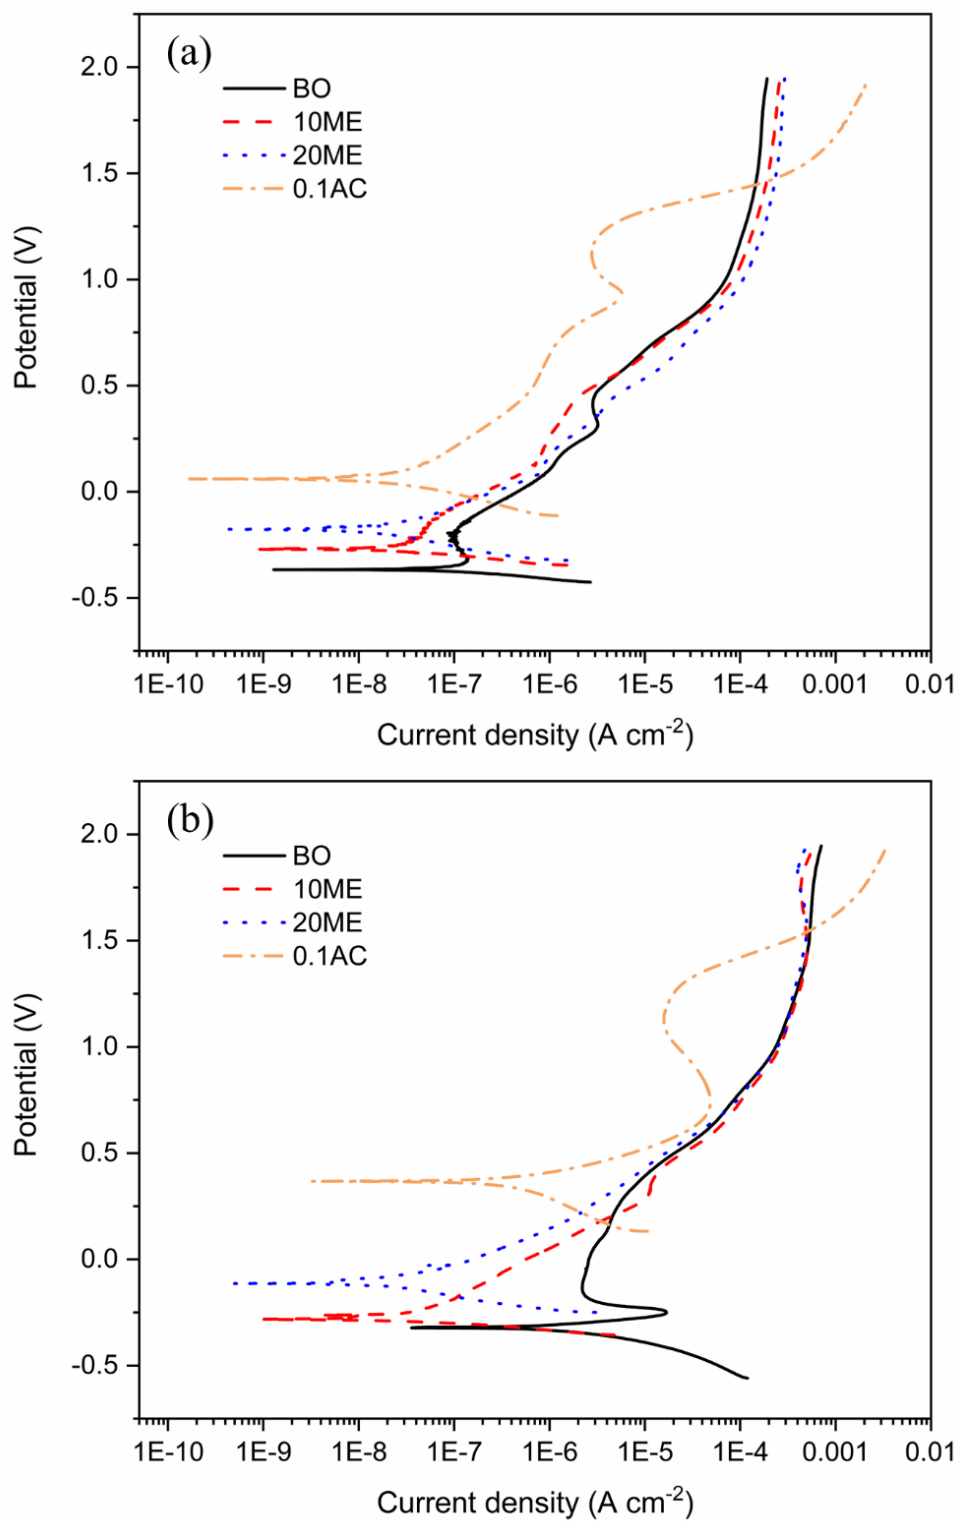 (a)
BO
10ME
20ME
0.1AC
2.0
1.5
1.0
0.5
0.0
-0.5
Potential (V)
1E-10 1E-9 1E-8 1E-7 1E-6 1E-5 1E-4 0.001 0.01
Current density (A cm⁻²)
(b)
BO
10ME
20ME
0.1AC
2.0
1.5
1.0
0.5
0.0
-0.5
Potential (V)
1E-10 1E-9 1E-8 1E-7 1E-6 1E-5 1E-4 0.001 0.01
Current density (A cm⁻²)